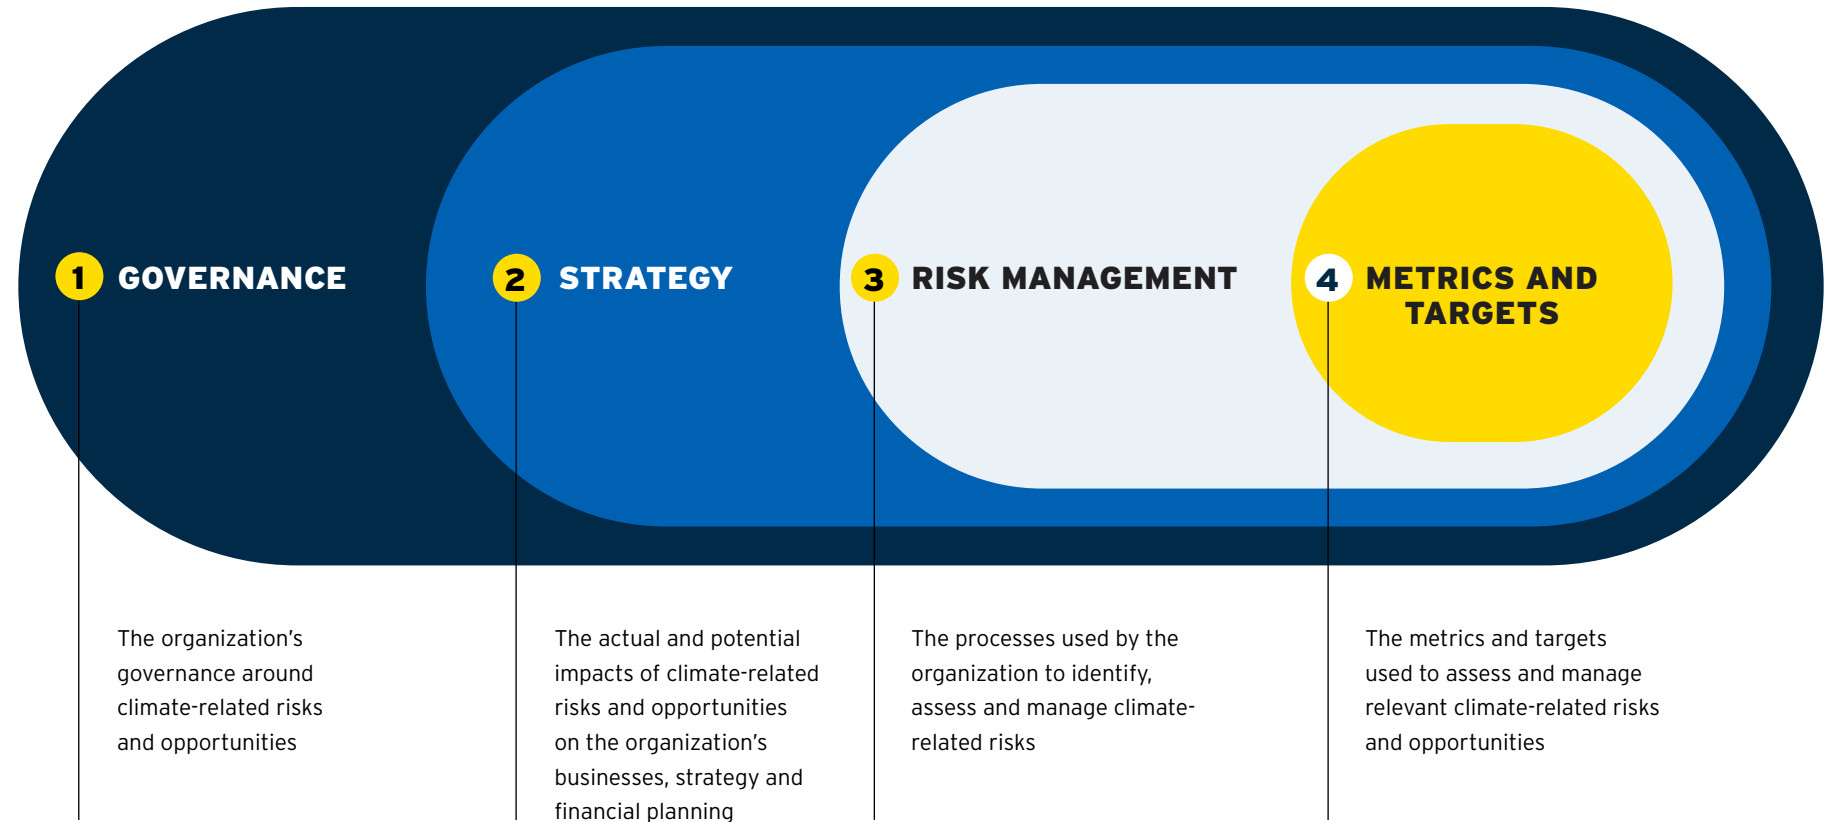 1 GOVERNANCE
2 STRATEGY
3 RISK MANAGEMENT
4 METRICS AND
TARGETS
The organization's
governance around
climate-related risks
and opportunities
The actual and potential
impacts of climate-related
risks and opportunities
on the organization's
businesses, strategy and
financial planning
The processes used by the
organization to identify,
assess and manage climate-
related risks
The metrics and targets
used to assess and manage
relevant climate-related risks
and opportunities